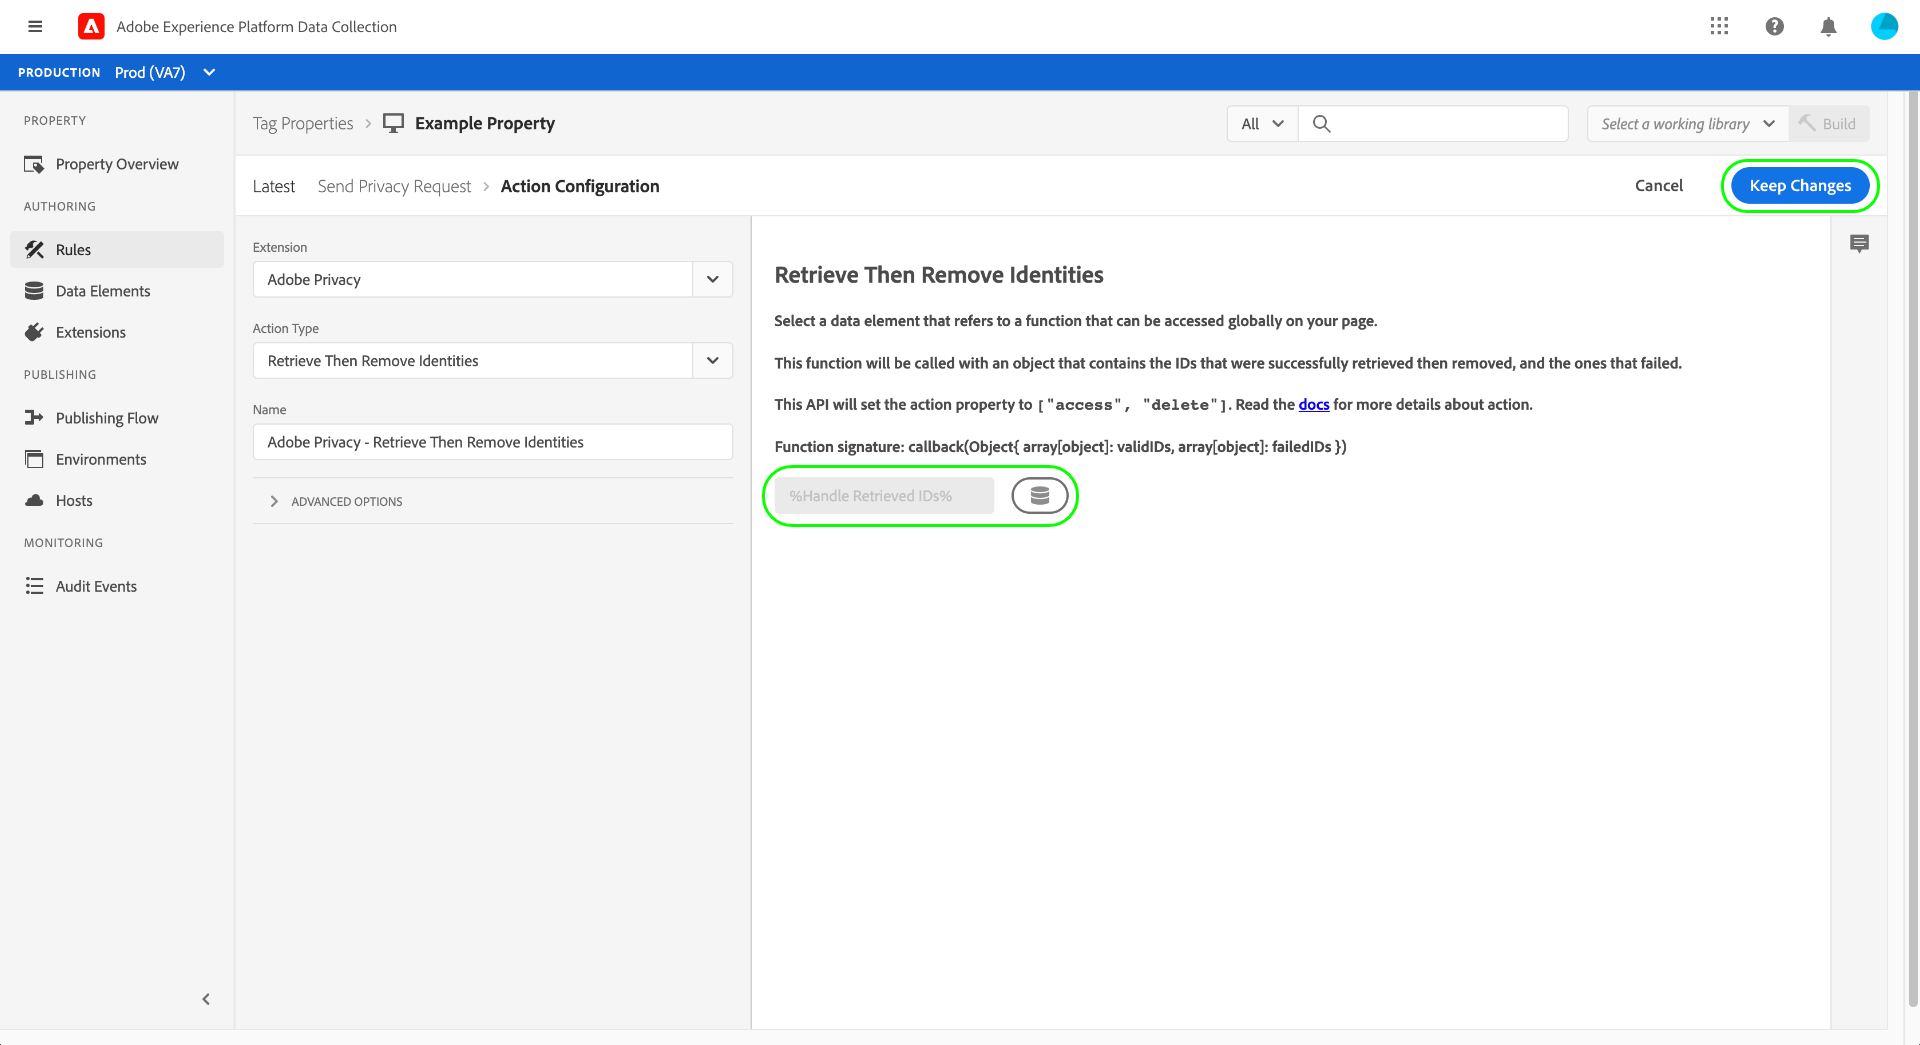 Adobe Experience Platform Data Collection
PRODUCTION Prod (VA7)
PROPERTY
Property Overview
AUTHORING
Rules
Data Elements
Extensions
PUBLISHING
Publishing Flow
Environments
Hosts
MONITORING
Audit Events
Tag Properties > Example Property
All
Select a working library
Build
Latest Send Privacy Request > Action Configuration
Cancel
Keep Changes
Extension
Adobe Privacy
Action Type
Retrieve Then Remove Identities
Name
Adobe Privacy - Retrieve Then Remove Identities
ADVANCED OPTIONS
Retrieve Then Remove Identities
Select a data element that refers to a function that can be accessed globally on your page.
This function will be called with an object that contains the IDs that were successfully retrieved then removed, and the ones that failed.
This API will set the action property to ["access", "delete"]. Read the docs for more details about action.
Function signature: callback(Object{ array[object]: validIDs, array[object]: failedIDs })
%Handle Retrieved IDs%